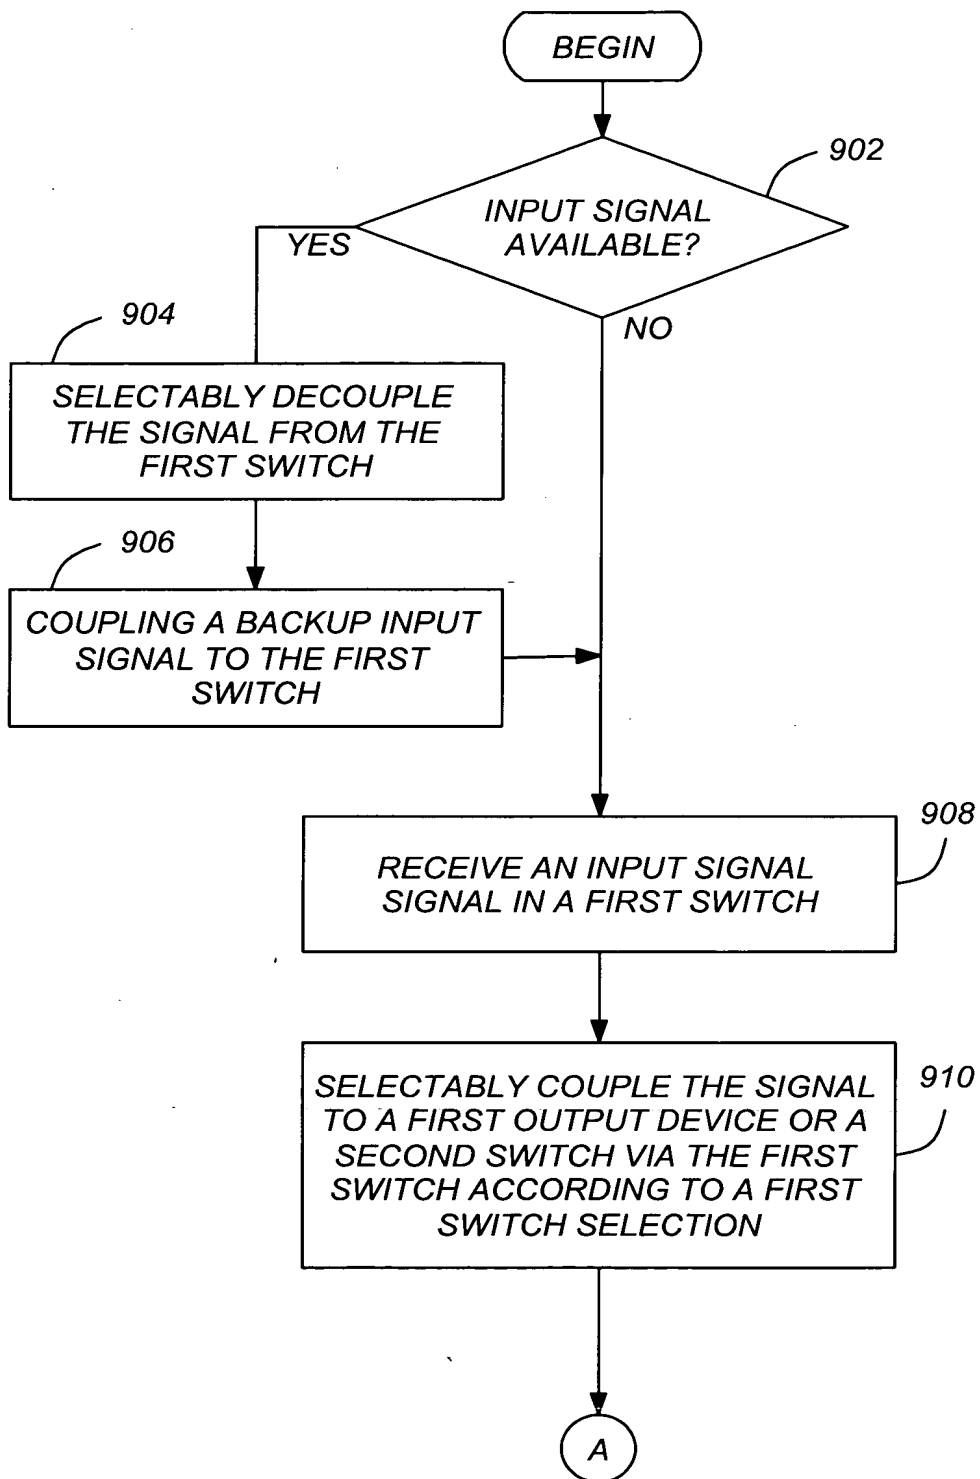 BEGIN
902
INPUT SIGNAL
AVAILABLE?
YES
NO
904
SELECTABLY DECOUPLE
THE SIGNAL FROM THE
FIRST SWITCH
906
COUPLING A BACKUP INPUT
SIGNAL TO THE FIRST
SWITCH
908
RECEIVE AN INPUT SIGNAL
SIGNAL IN A FIRST SWITCH
910
SELECTABLY COUPLE THE SIGNAL
TO A FIRST OUTPUT DEVICE OR A
SECOND SWITCH VIA THE FIRST
SWITCH ACCORDING TO A FIRST
SWITCH SELECTION
A